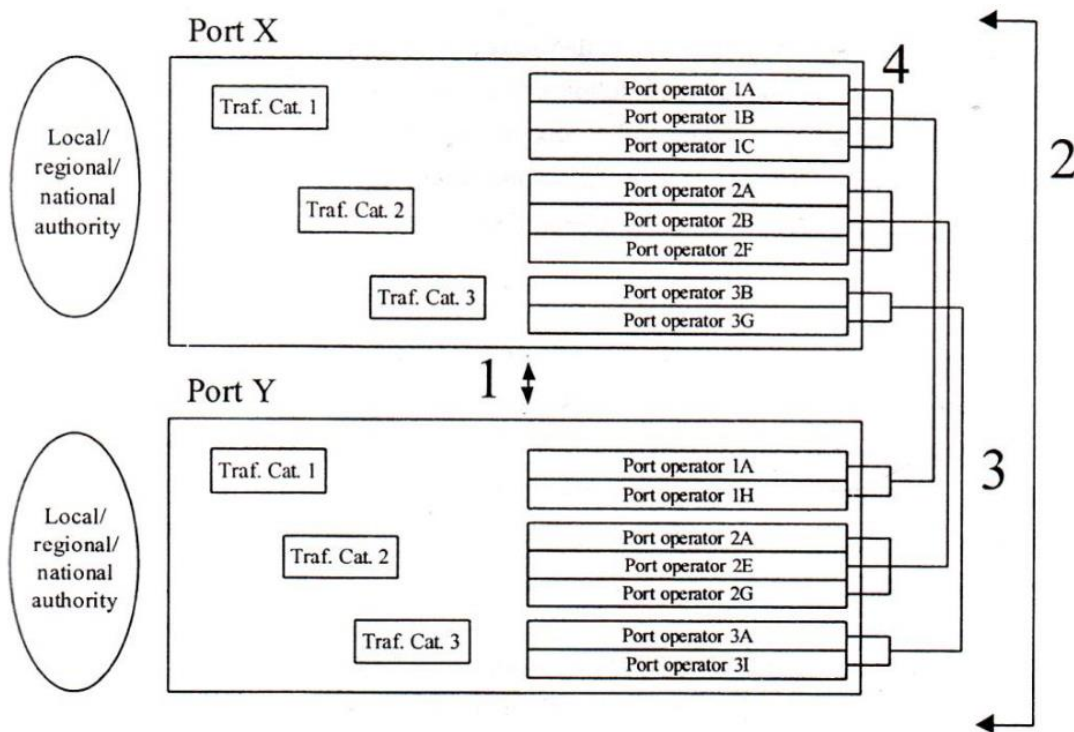 Port X
Local/
regional/
national
authority
Traf. Cat. 1
Traf. Cat. 2
Traf. Cat. 3
Port operator 1A
Port operator 1B
Port operator 1C
Port operator 2A
Port operator 2B
Port operator 2F
Port operator 3B
Port operator 3G
4
2
1
3
Port Y
Local/
regional/
national
authority
Traf. Cat. 1
Traf. Cat. 2
Traf. Cat. 3
Port operator 1A
Port operator 1H
Port operator 2A
Port operator 2E
Port operator 2G
Port operator 3A
Port operator 3I